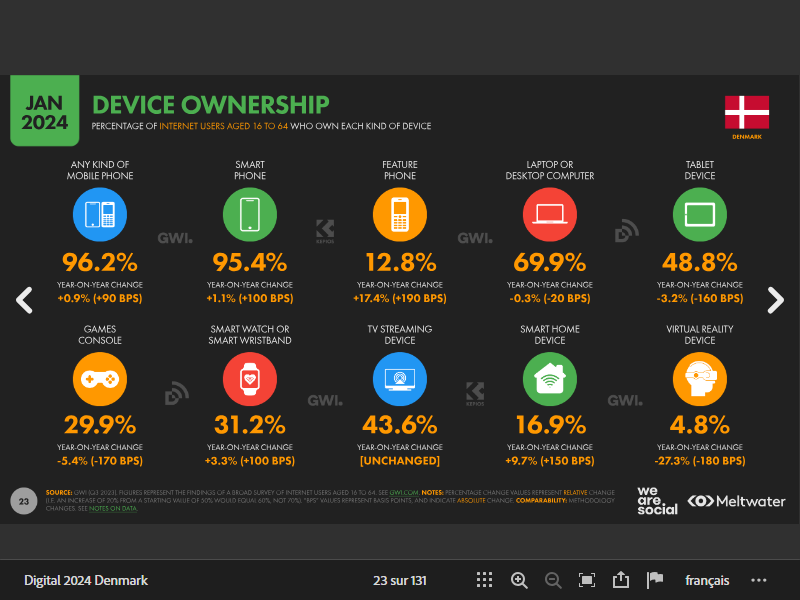 JAN
2024
DEVICE OWNERSHIP
PERCENTAGE OF INTERNET USERS AGED 16 TO 64 WHO OWN EACH KIND OF DEVICE
DENMARK
ANY KIND OF
MOBILE PHONE
SMART
PHONE
FEATURE
PHONE
LAPTOP OR
DESKTOP COMPUTER
TABLET
DEVICE
GWI.
KEPIOS
GWI.
96.2%
95.4%
12.8%
69.9%
48.8%
YEAR-ON-YEAR CHANGE
YEAR-ON-YEAR CHANGE
YEAR-ON-YEAR CHANGE
YEAR-ON-YEAR CHANGE
YEAR-ON-YEAR CHANGE
+0.9% (+90 BPS)
+1.1% (+100 BPS)
+17.4% (+190 BPS)
-0.3% (-20 BPS)
-3.2% (-160 BPS)
GAMES
CONSOLE
SMART WATCH OR
SMART WRISTBAND
TV STREAMING
DEVICE
SMART HOME
DEVICE
VIRTUAL REALITY
DEVICE
GWI.
KEPIOS
GWI.
29.9%
31.2%
43.6%
16.9%
4.8%
YEAR-ON-YEAR CHANGE
YEAR-ON-YEAR CHANGE
YEAR-ON-YEAR CHANGE
YEAR-ON-YEAR CHANGE
YEAR-ON-YEAR CHANGE
-5.4% (-170 BPS)
+3.3% (+100 BPS)
[UNCHANGED]
+9.7% (+150 BPS)
-27.3% (-180 BPS)
23
SOURCE: GWI (Q3 2023). FIGURES REPRESENT THE FINDINGS OF A BROAD SURVEY OF INTERNET USERS AGED 16 TO 64. SEE GWI.COM. NOTES: PERCENTAGE CHANGE VALUES REPRESENT RELATIVE CHANGE
(I.E. AN INCREASE OF 20% FROM A STARTING VALUE OF 50% WOULD EQUAL 60%, NOT 70%). "BPS" VALUES REPRESENT BASIS POINTS, AND INDICATE ABSOLUTE CHANGE. COMPARABILITY: METHODOLOGY
CHANGES. SEE NOTES ON DATA.
we
are.
social
Meltwater
Digital 2024 Denmark
23 sur 131
français